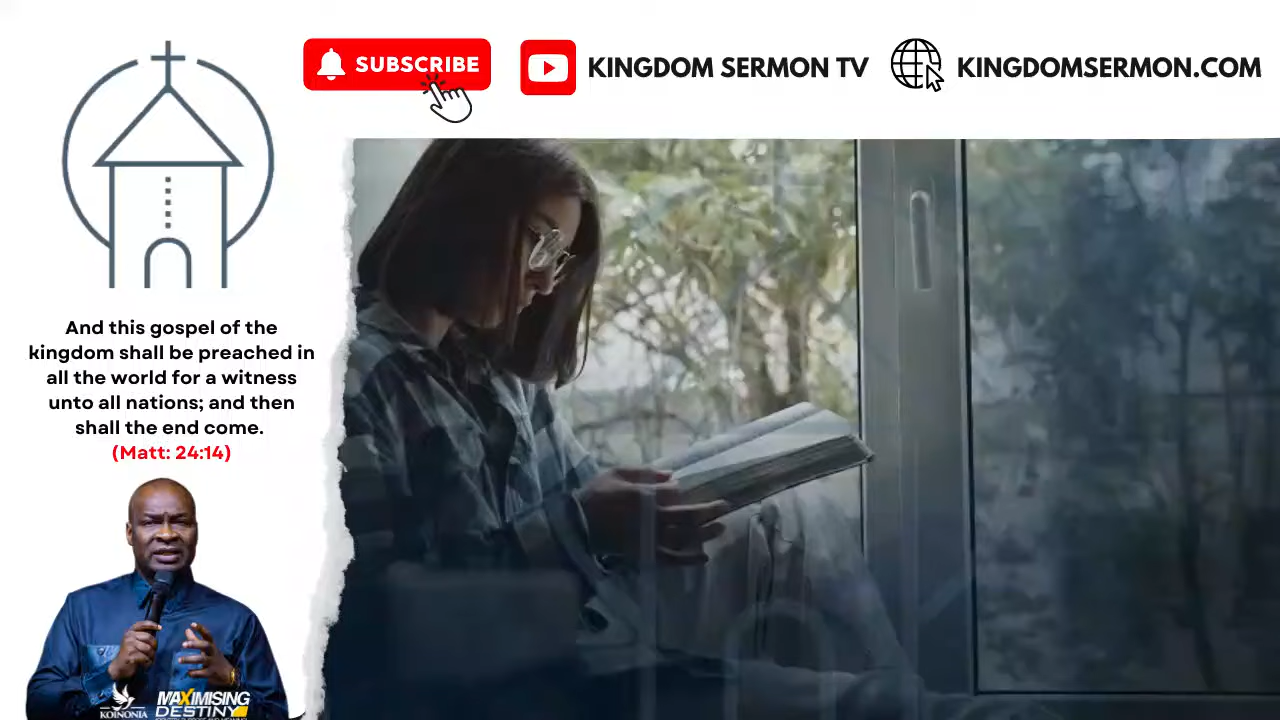 SUBSCRIBE
KINGDOM SERMON TV
KINGDOMSERMON.COM
And this gospel of the
kingdom shall be preached in
all the world for a witness
unto all nations; and then
shall the end come.
(Matt: 24:14)
KOINONIA
MAXIMISING
DESTINY